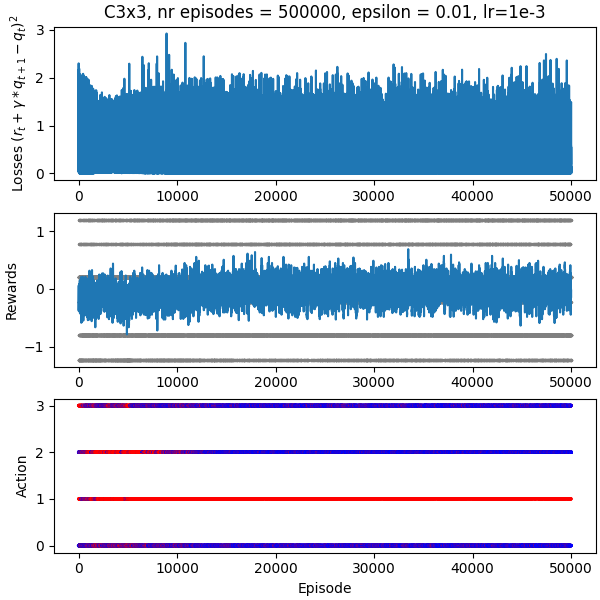 C3x3, nr episodes = 500000, epsilon = 0.01, lr=1e-3
Losses $(r_t + \gamma * q_{t+1} - q_t)^2$
3
2
1
0
0 10000 20000 30000 40000 50000
Rewards
1
0
−1
0 10000 20000 30000 40000 50000
Action
3
2
1
0
0 10000 20000 30000 40000 50000
Episode